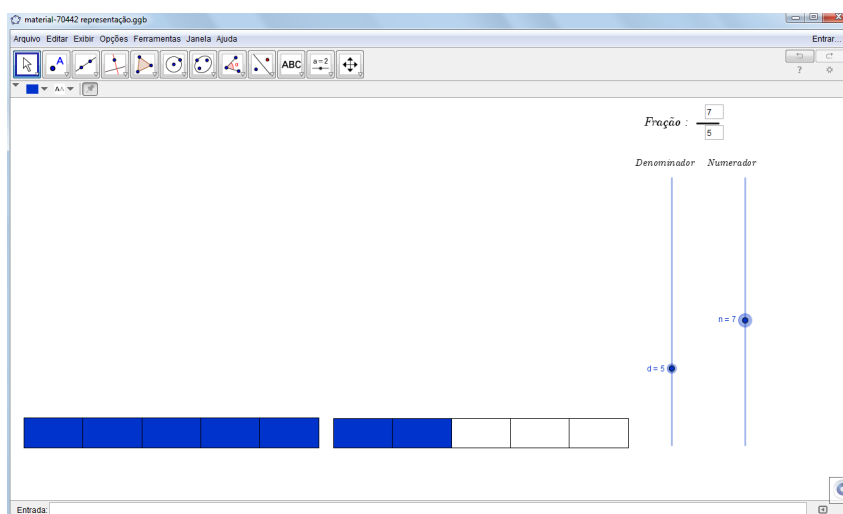 material-70442 representação.ggb
Arquivo Editar Exibir Opções Ferramentas Janela Ajuda
Entrar...
ABC
a=2
AA
?
Fração :
7
5
Denominador Numerador
n = 7
d = 5
Entrada: